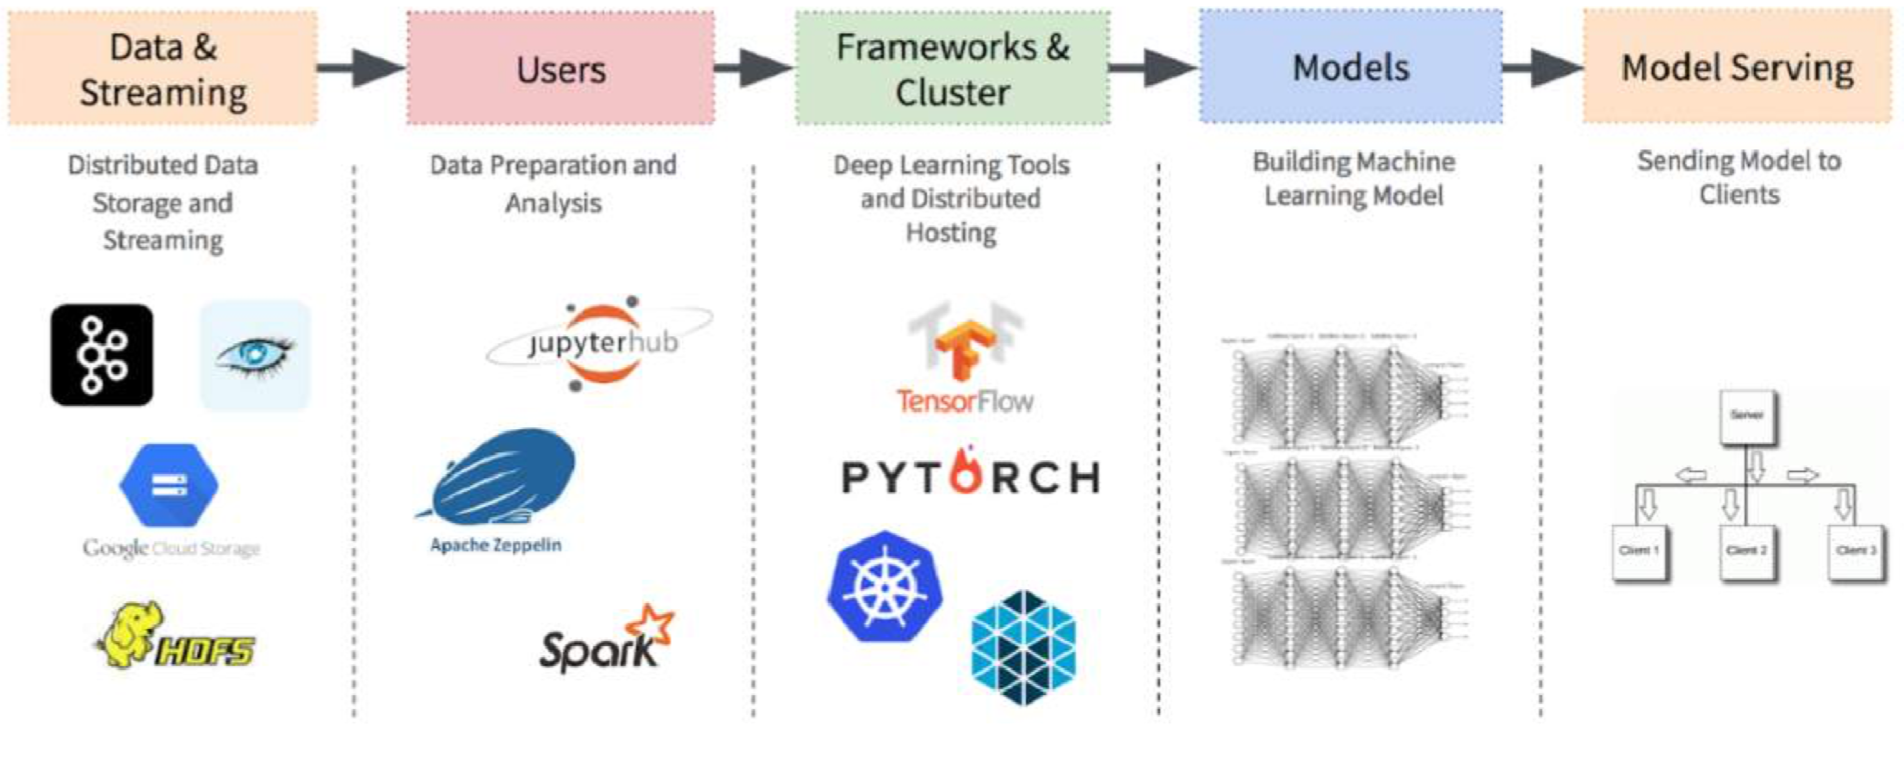 Data &
Streaming
Users
Frameworks &
Cluster
Models
Model Serving
Distributed Data
Storage and
Streaming
Data Preparation and
Analysis
Deep Learning Tools
and Distributed
Hosting
Building Machine
Learning Model
Sending Model to
Clients
jupyterhub
TensorFlow
Server
PYTORCH
Google Cloud Storage
Apache Zeppelin
Client 1
Client 2
Client 3
HDFS
Spark